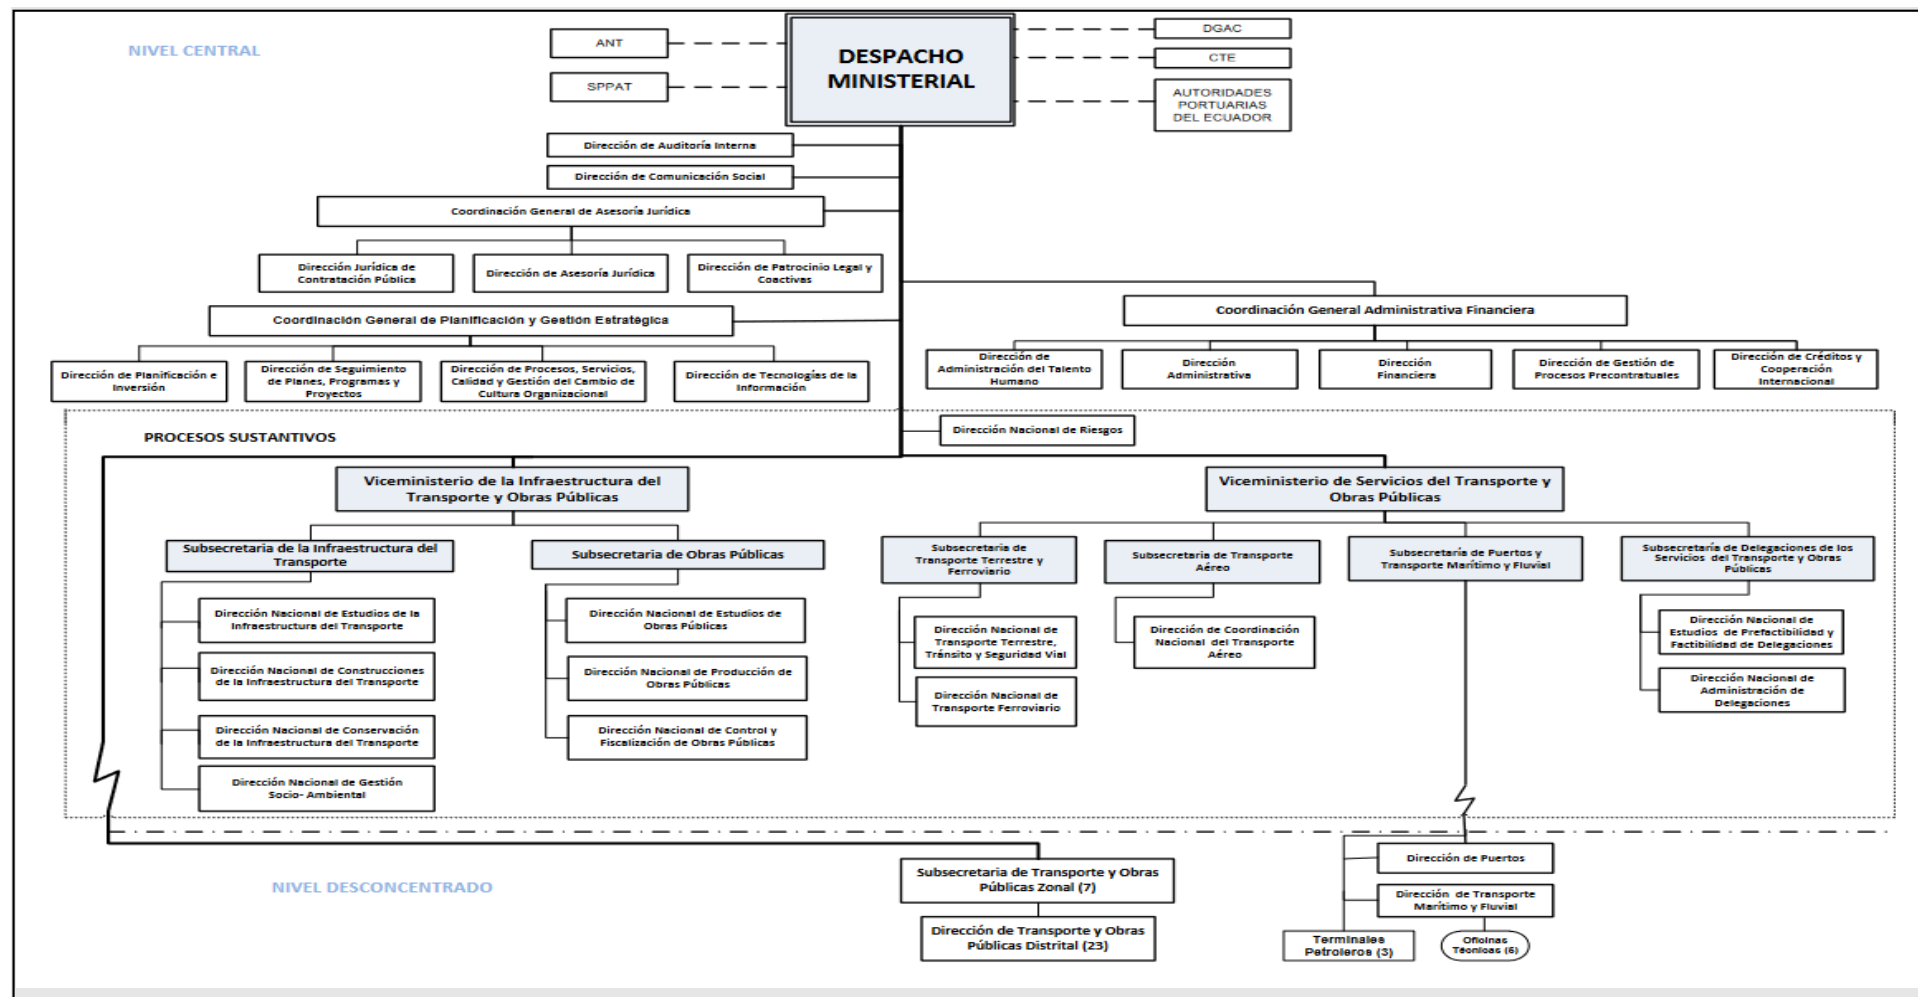 NIVEL CENTRAL
ANT
SPPAT
DESPACHO
MINISTERIAL
DGAC
CTE
AUTORIDADES
PORTUARIAS
DEL ECUADOR
Dirección de Auditoría Interna
Dirección de Comunicación Social
Coordinación General de Asesoría Jurídica
Dirección Jurídica de
Contratación Pública
Dirección de Asesoría Jurídica
Dirección de Patrocinio Legal y
Coactivas
Coordinación General de Planificación y Gestión Estratégica
Dirección de Planificación e
Inversión
Dirección de Seguimiento
de Planes, Programas y
Proyectos
Dirección de Procesos, Servicios,
Calidad y Gestión del Cambio de
Cultura Organizacional
Dirección de Tecnologías de la
Información
Coordinación General Administrativa Financiera
Dirección de
Administración del Talento
Humano
Dirección
Administrativa
Dirección
Financiera
Dirección de Gestión de
Procesos Precontratuales
Dirección de Créditos y
Cooperación
Internacional
PROCESOS SUSTANTIVOS
Dirección Nacional de Riesgos
Viceministerio de la Infraestructura del
Transporte y Obras Públicas
Viceministerio de Servicios del Transporte y
Obras Públicas
Subsecretaria de la Infraestructura del
Transporte
Subsecretaria de Obras Públicas
Subsecretaria de
Transporte Terrestre y
Ferroviario
Subsecretaria de Transporte
Aéreo
Subsecretaría de Puertos y
Transporte Marítimo y Fluvial
Subsecretaría de Delegaciones de los
Servicios del Transporte y Obras
Públicas
Dirección Nacional de Estudios de la
Infraestructura del Transporte
Dirección Nacional de Construcciones
de la Infraestructura del Transporte
Dirección Nacional de Conservación
de la Infraestructura del Transporte
Dirección Nacional de Gestión
Socio- Ambiental
Dirección Nacional de Estudios de
Obras Públicas
Dirección Nacional de Producción de
Obras Públicas
Dirección Nacional de Control y
Fiscalización de Obras Públicas
Dirección Nacional de
Transporte Terrestre,
Tránsito y Seguridad Vial
Dirección Nacional de
Transporte Ferroviario
Dirección de Coordinación
Nacional del Transporte
Aéreo
Dirección Nacional de
Estudios de Prefactibilidad y
Factibilidad de Delegaciones
Dirección Nacional de
Administración de
Delegaciones
NIVEL DESCONCENTRADO
Subsecretaria de Transporte y Obras
Públicas Zonal (7)
Dirección de Transporte y Obras
Públicas Distrital (23)
Dirección de Puertos
Dirección de Transporte
Marítimo y Fluvial
Terminales
Petroleros (3)
Oficinas
Técnicas (6)